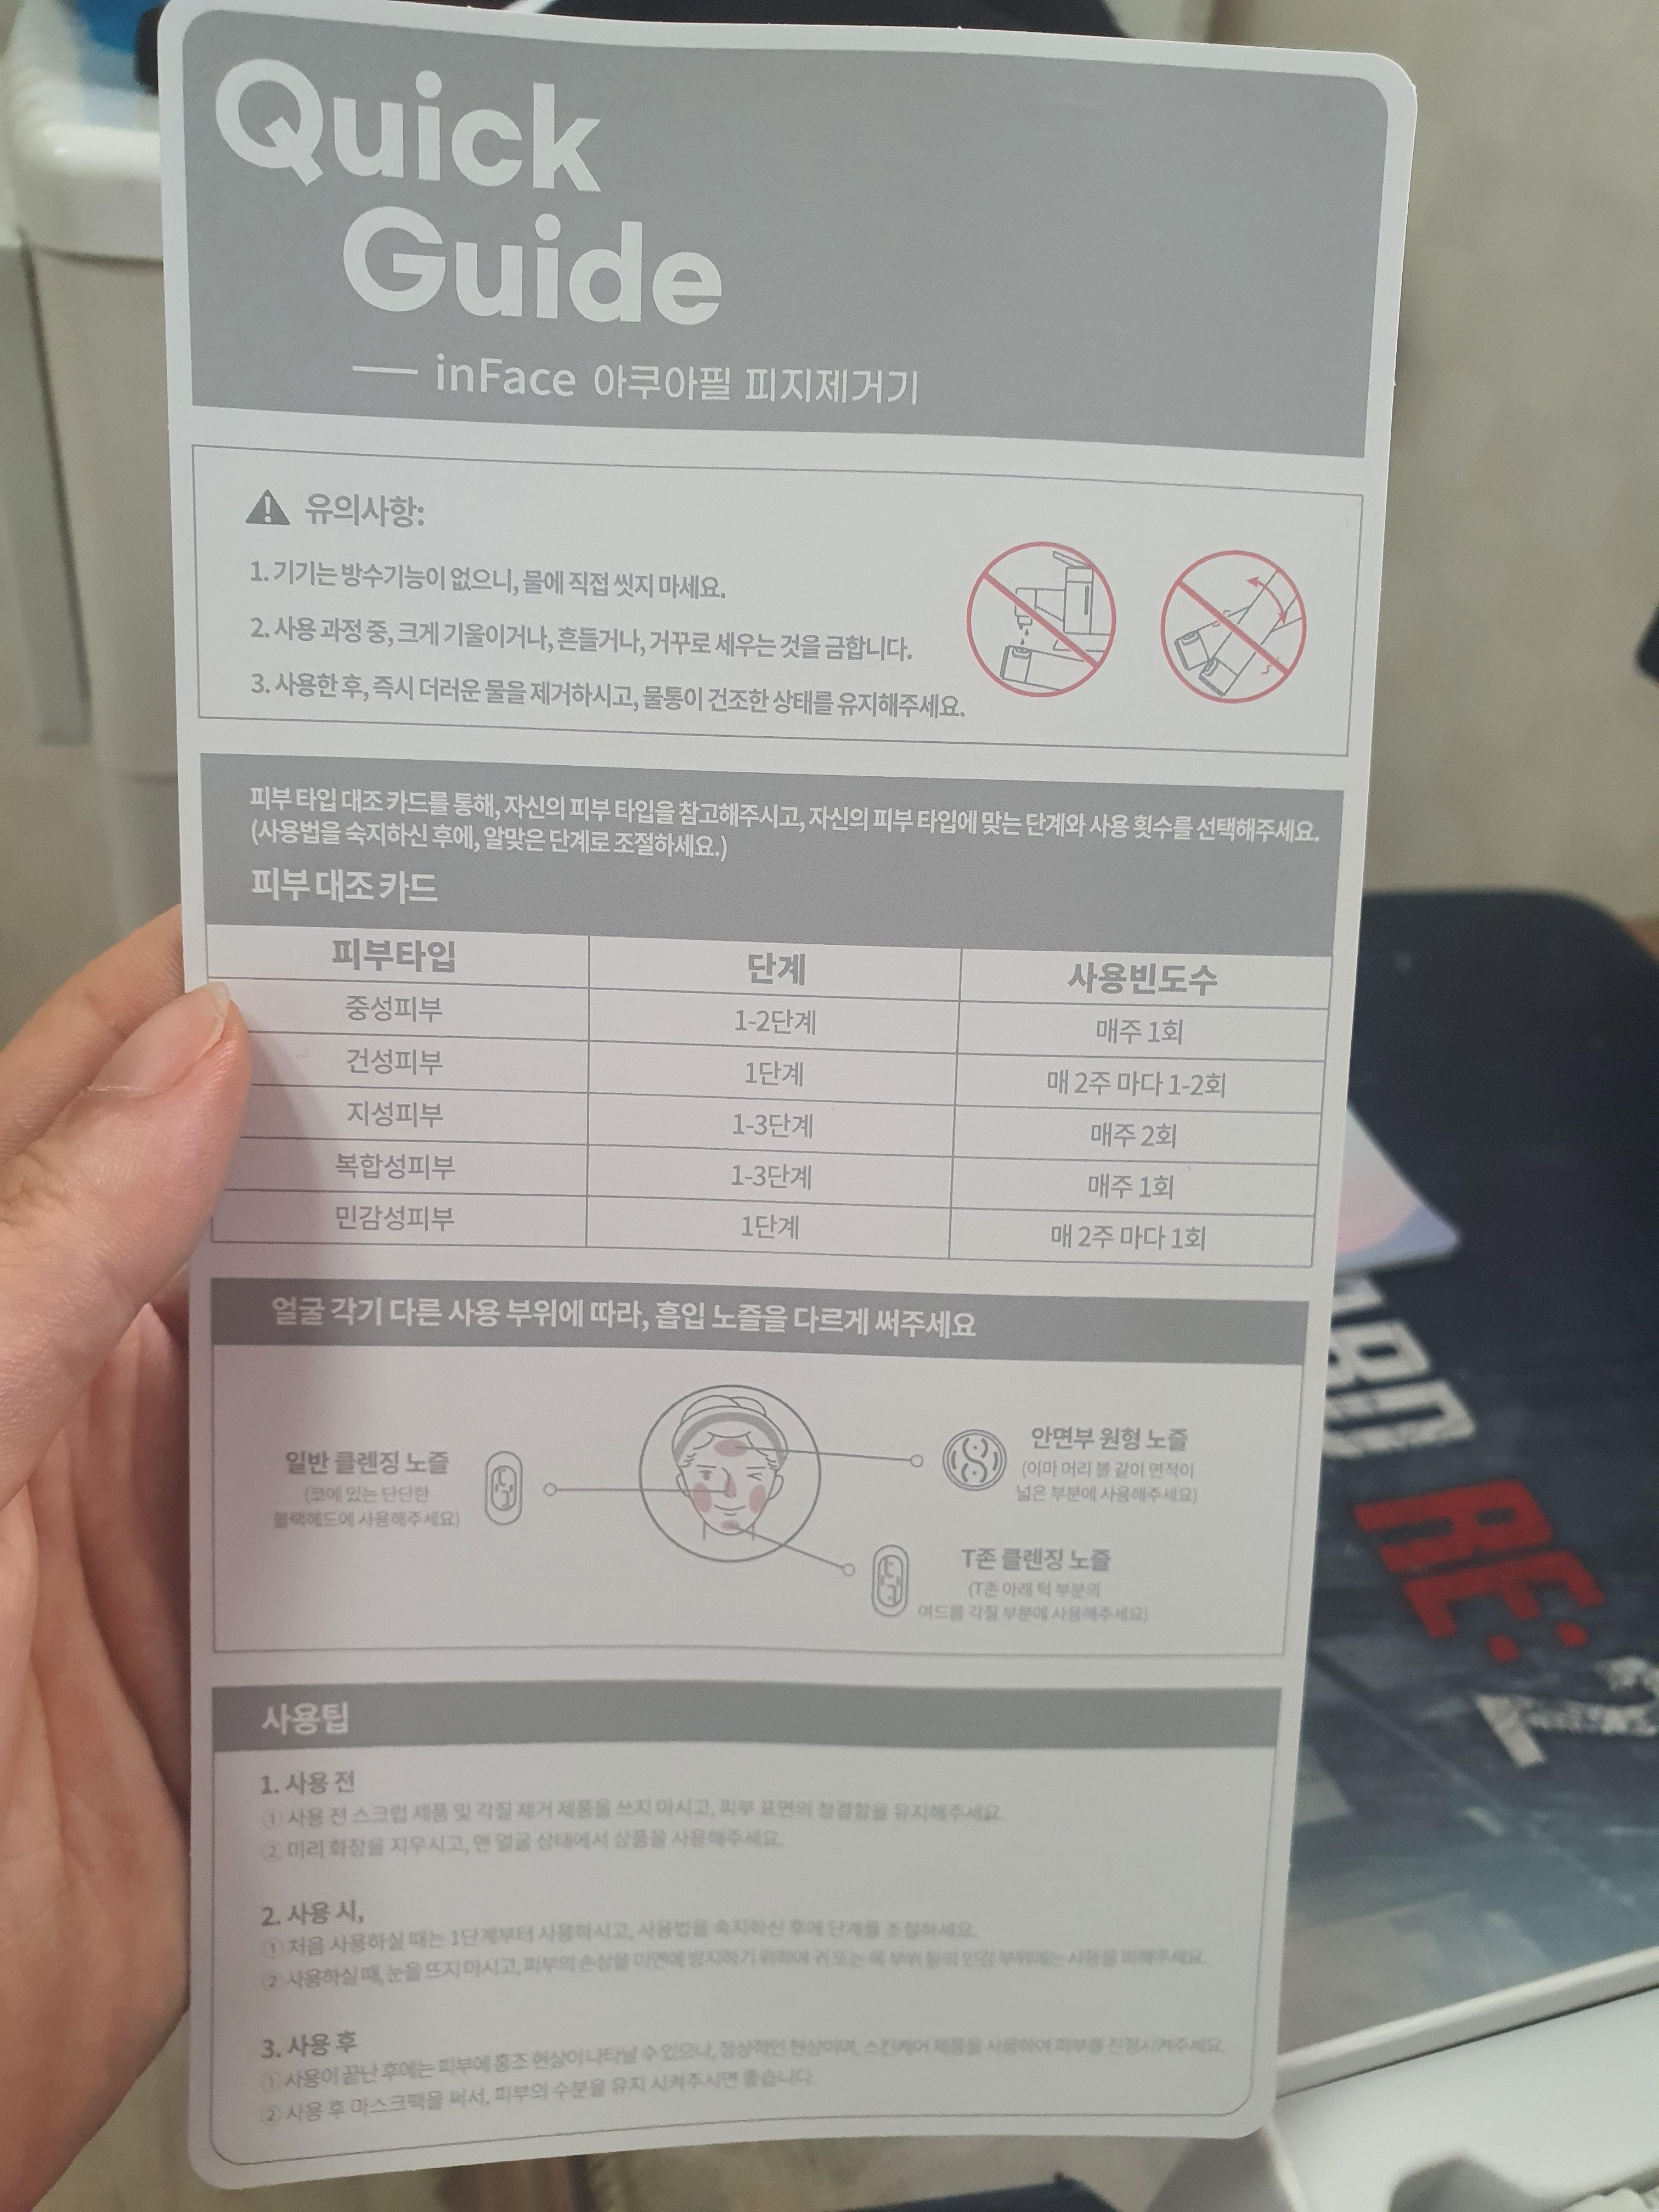 Quick
Guide
inFace 아쿠아필 피지제거기
유의사항:
1. 기기는 방수기능이 없으니, 물에 직접 씻지 마세요.
2. 사용 과정 중, 크게 기울이거나, 흔들거나, 거꾸로 세우는 것을 금합니다.
3. 사용한 후, 즉시 더러운 물을 제거하시고, 물통이 건조한 상태를 유지해주세요.
피부 타입 대조 카드를 통해, 자신의 피부 타입을 참고해주시고, 자신의 피부 타입에 맞는 단계와 사용 횟수를 선택해주세요.
(사용법을 숙지하신 후에, 알맞은 단계로 조절하세요.)
피부 대조 카드
피부타입 단계 사용빈도수
중성피부 1-2단계 매주 1회
건성피부 1단계 매 2주 마다 1-2회
지성피부 1-3단계 매주 2회
복합성피부 1-3단계 매주 1회
민감성피부 1단계 매 2주 마다 1회
얼굴 각기 다른 사용 부위에 따라, 흡입 노즐을 다르게 써주세요
일반 클렌징 노즐
(코에 있는 단단한
블랙헤드에 사용해주세요)
안면부 원형 노즐
(이마 머리 볼 같이 면적이
넓은 부분에 사용해주세요)
T존 클렌징 노즐
(T존 아래 턱 부분의
여드름 각질 부분에 사용해주세요)
사용팁
1. 사용 전
① 사용 전 스크럽 제품 및 각질 제거 제품을 쓰지 마시고, 피부 표면의 청결함을 유지해주세요.
② 미리 화장을 지우시고, 맨 얼굴 상태에서 상품을 사용해주세요.
2. 사용 시,
① 처음 사용하실 때는 1단계부터 사용하시고, 사용법을 숙지하신 후에 단계를 조절하세요.
② 사용하실 때, 눈을 뜨지 마시고, 피부의 손상을 미연에 방지하기 위하여 귀 또는 목 부위 등의 민감 부위에는 사용을 피해주세요.
3. 사용 후
① 사용이 끝난 후에는 피부에 홍조 현상이 나타날 수 있으나, 정상적인 현상이며, 스킨케어 제품을 사용하여 피부를 진정시켜주세요.
② 사용 후 마스크팩을 써서, 피부의 수분을 유지 시켜주시면 좋습니다.
RE: